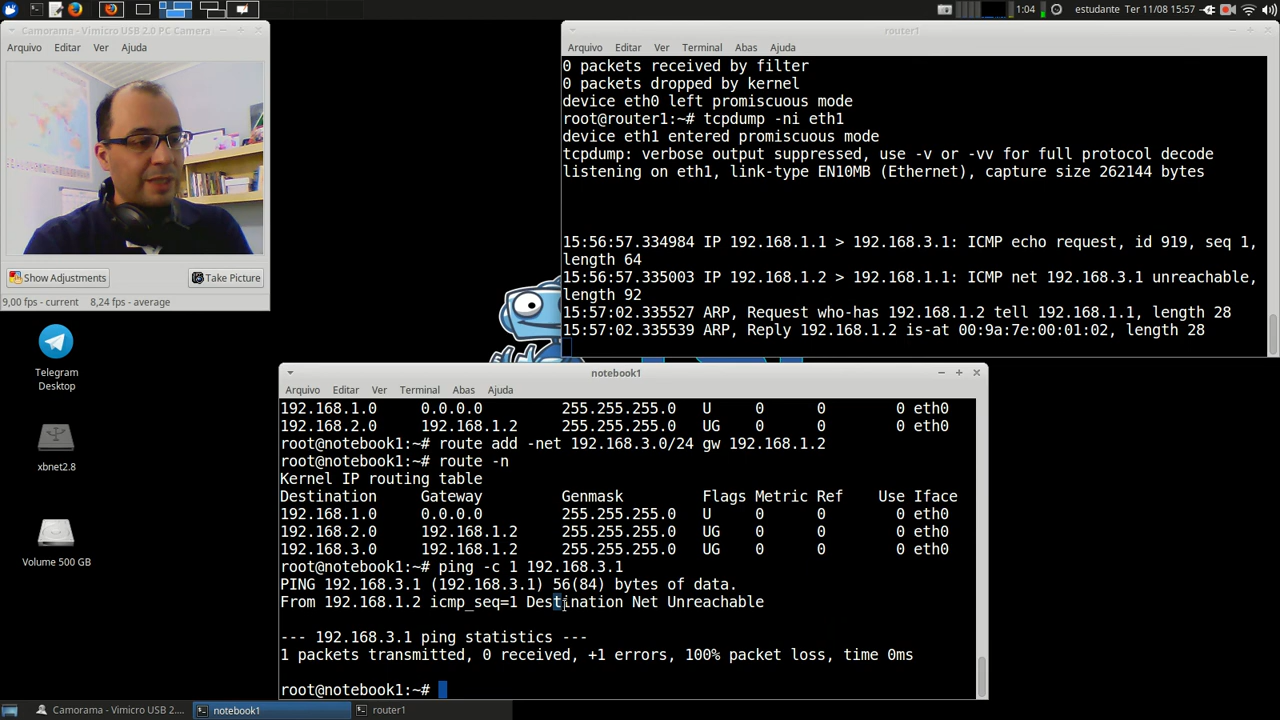 1:04 estudante Ter 11/08 15:57
Camorama - Vimicro USB 2.0 PC Camera
Arquivo Editar Ver Ajuda
Show Adjustments Take Picture
9,00 fps - current 8,24 fps - average
Telegram
Desktop
xbnet2.8
Volume 500 GB
router1
Arquivo Editar Ver Terminal Abas Ajuda
0 packets received by filter
0 packets dropped by kernel
device eth0 left promiscuous mode
root@router1:~# tcpdump -ni eth1
device eth1 entered promiscuous mode
tcpdump: verbose output suppressed, use -v or -vv for full protocol decode
listening on eth1, link-type EN10MB (Ethernet), capture size 262144 bytes
15:56:57.334984 IP 192.168.1.1 > 192.168.3.1: ICMP echo request, id 919, seq 1,
length 64
15:56:57.335003 IP 192.168.1.2 > 192.168.1.1: ICMP net 192.168.3.1 unreachable,
length 92
15:57:02.335527 ARP, Request who-has 192.168.1.2 tell 192.168.1.1, length 28
15:57:02.335539 ARP, Reply 192.168.1.2 is-at 00:9a:7e:00:01:02, length 28
notebook1
Arquivo Editar Ver Terminal Abas Ajuda
192.168.1.0 0.0.0.0 255.255.255.0 U 0 0 0 eth0
192.168.2.0 192.168.1.2 255.255.255.0 UG 0 0 0 eth0
root@notebook1:~# route add -net 192.168.3.0/24 gw 192.168.1.2
root@notebook1:~# route -n
Kernel IP routing table
Destination Gateway Genmask Flags Metric Ref Use Iface
192.168.1.0 0.0.0.0 255.255.255.0 U 0 0 0 eth0
192.168.2.0 192.168.1.2 255.255.255.0 UG 0 0 0 eth0
192.168.3.0 192.168.1.2 255.255.255.0 UG 0 0 0 eth0
root@notebook1:~# ping -c 1 192.168.3.1
PING 192.168.3.1 (192.168.3.1) 56(84) bytes of data.
From 192.168.1.2 icmp_seq=1 Destination Net Unreachable
--- 192.168.3.1 ping statistics ---
1 packets transmitted, 0 received, +1 errors, 100% packet loss, time 0ms
root@notebook1:~#
Camorama - Vimicro USB 2.... notebook1 router1